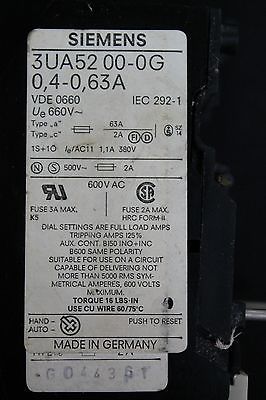 SIEMENS
3UA52 00-0G
0,4-0,63A
VDE 0660 IEC 292-1
Ue 660V~
Type „a" 63A
Type „c" 2A
1S+1Ö Ie/AC11 1,1A 380V
500V~ 2A
600V AC
FUSE 3A MAX. FUSE 2A MAX.
K5 HRC FORM II
DIAL SETTINGS ARE FULL LOAD AMPS
TRIPPING AMPS 125%
AUX. CONT. B150 1NO+1NC
B600 SAME POLARITY
SUITABLE FOR USE ON A CIRCUIT
CAPABLE OF DELIVERING NOT
MORE THAN 5000 RMS SYM-
METRICAL AMPERES, 600 VOLTS
MAXIMUM.
TORQUE 16 LBS-IN
USE CU WIRE 60/75°C
HAND- PUSH TO RESET
AUTO-
MADE IN GERMANY